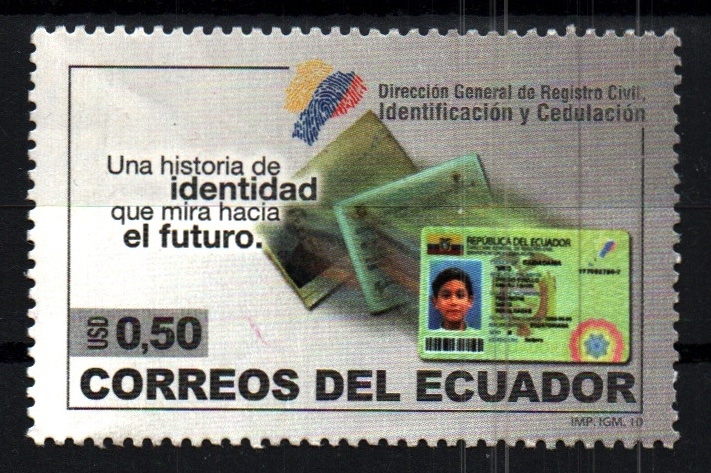 Dirección General de Registro Civil,
Identificación y Cedulación
Una historia de
identidad
que mira hacia
el futuro.
REPÚBLICA DEL ECUADOR
CIUDADANIA
USD 0,50
CORREOS DEL ECUADOR
IMP. IGM. 10